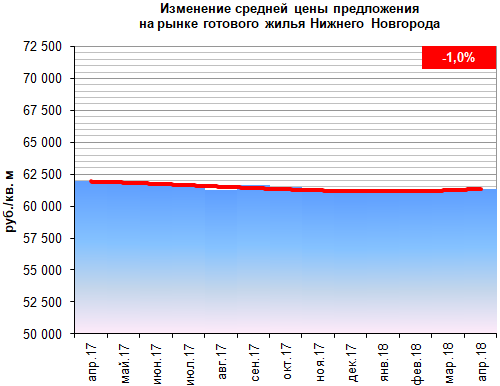 Изменение средней цены предложения
на рынке готового жилья Нижнего Новгорода
-1,0%
руб./кв. м
72 500
70 000
67 500
65 000
62 500
60 000
57 500
55 000
52 500
50 000
апр.17
май.17
июн.17
июл.17
авг.17
сен.17
окт.17
ноя.17
дек.17
янв.18
фев.18
мар.18
апр.18